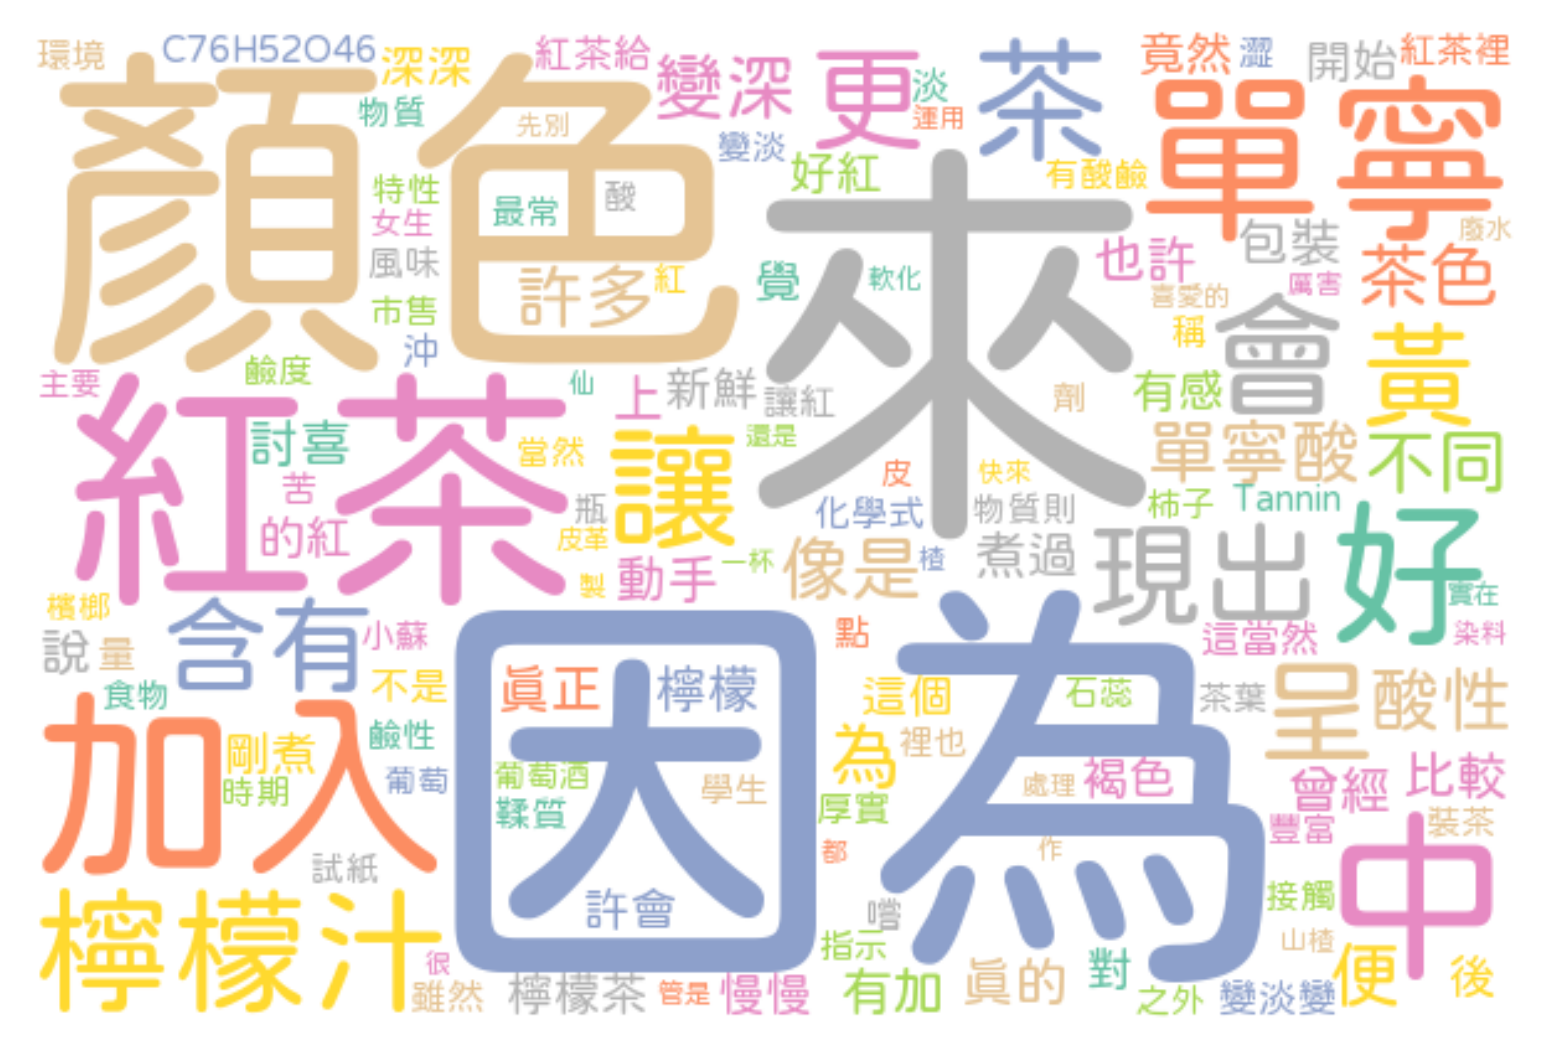 環境
C76H52O46
深深
紅茶給
變深
更
淡
茶
竟然
澀
開始
紅茶裡
顏色
物質
先別
變淡
運用
好紅
有酸鹼
單寧
特性
女生
最常
酸
來
風味
許多
紅
覺
軟化
也許
包裝
廢水
厲害
茶色
喜愛的
市售
沖
稱
會
黃
鹼度
主要
仙
上
新鮮
讓紅
劑
有感
紅茶
討喜
當然
讓
還是
單寧酸
不同
苦
皮
快來
的紅
瓶
化學式
物質則
柿子
Tannin
皮革
一杯
像是
楂
煮過
現出
好
製
動手
實在
檳榔
含有
小蘇
說
量
因為
點
這當然
染料
食物
不是
真正
檸檬
這個
石蕊
茶葉
呈
酸性
加入
剛煮
鹼性
為
裡也
時期
葡萄
葡萄酒
學生
處理
褐色
曾經
比較
鞣質
厚實
豐富
裝茶
試紙
都
作
中
檸檬汁
許會
嚐
接觸
指示
山楂
很
對
便
後
雖然
檸檬茶
管是
慢慢
有加
真的
之外
變淡變